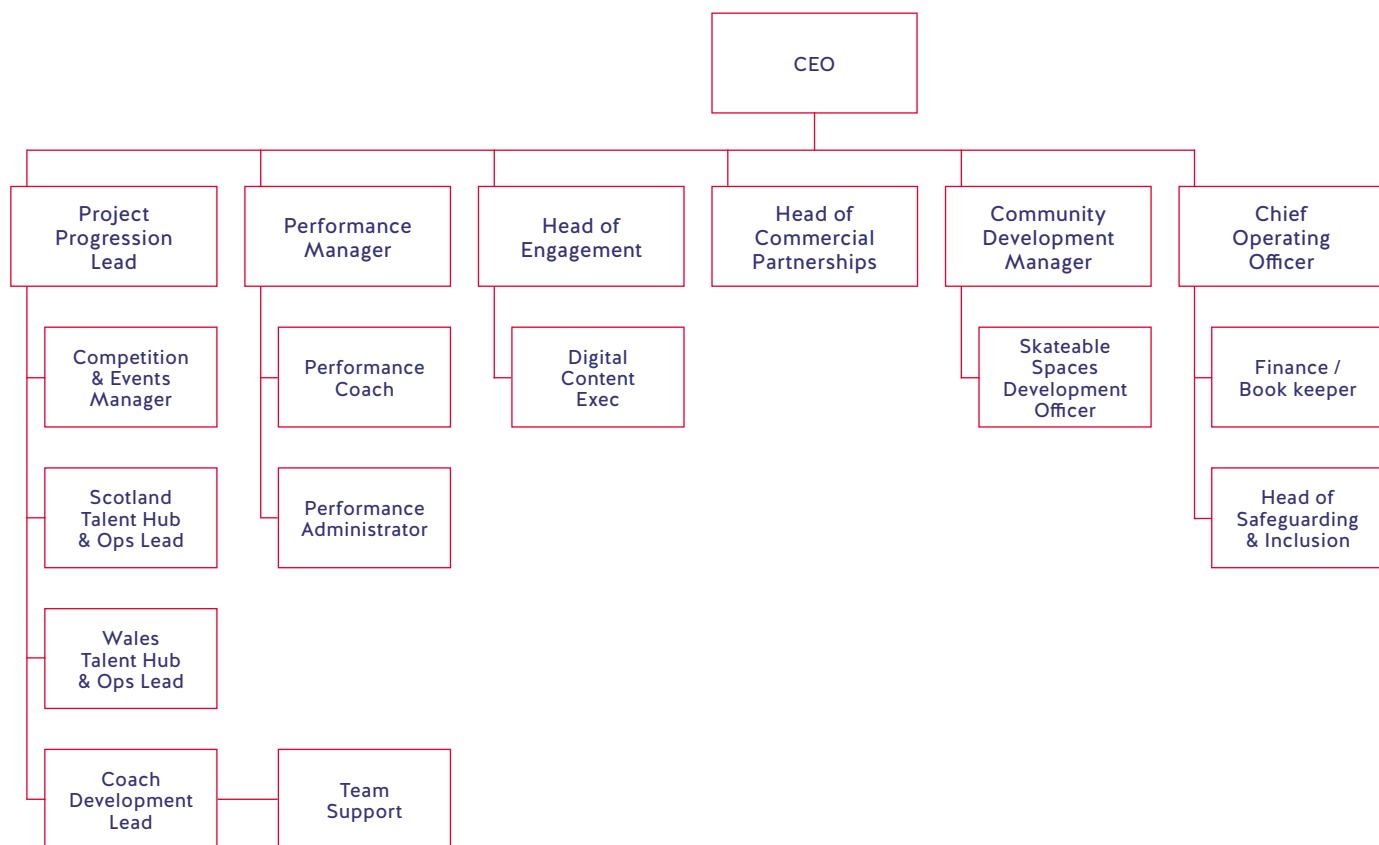 CEO
Project
Progression
Lead
Performance
Manager
Head of
Engagement
Head of
Commercial
Partnerships
Community
Development
Manager
Chief
Operating
Officer
Competition
& Events
Manager
Performance
Coach
Digital
Content
Exec
Skateable
Spaces
Development
Officer
Finance /
Book keeper
Scotland
Talent Hub
& Ops Lead
Performance
Administrator
Head of
Safeguarding
& Inclusion
Wales
Talent Hub
& Ops Lead
Coach
Development
Lead
Team
Support